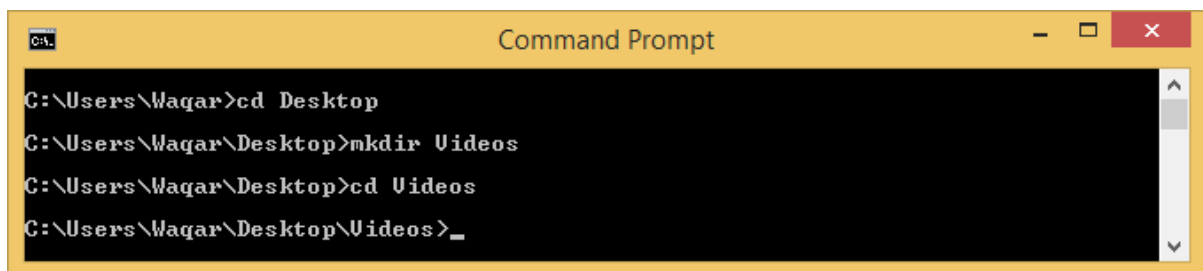 C:\.
Command Prompt
C:\Users\Waqar>cd Desktop
C:\Users\Waqar\Desktop>mkdir Videos
C:\Users\Waqar\Desktop>cd Videos
C:\Users\Waqar\Desktop\Videos>_